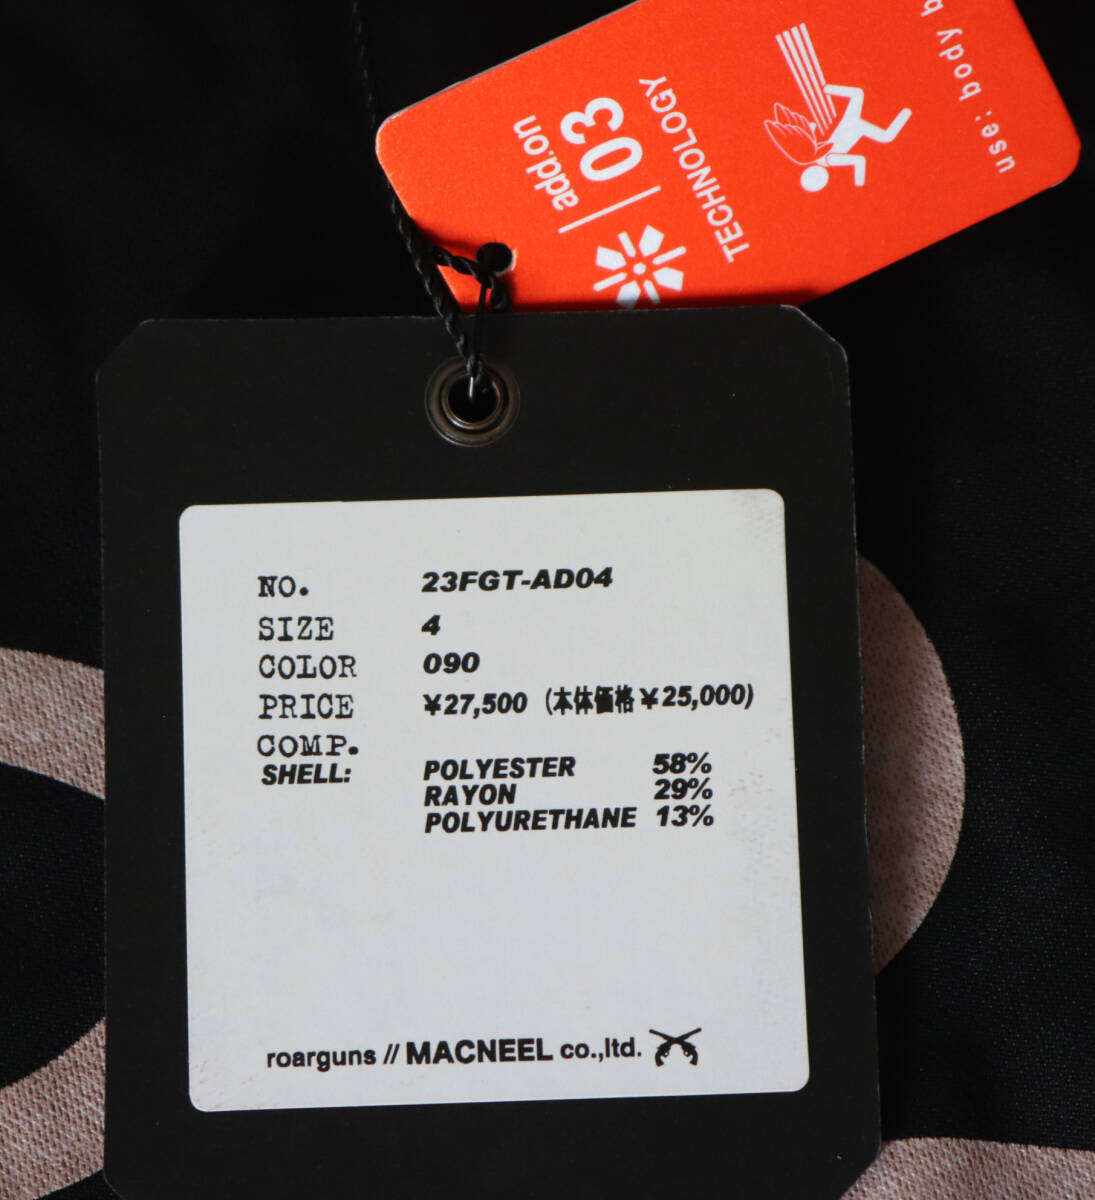 add.on
03
TECHNOLOGY
use: body b
NO. 23FGT-AD04
SIZE 4
COLOR 090
PRICE ¥27,500 (本体価格 ¥25,000)
COMP.
SHELL: POLYESTER 58%
RAYON 29%
POLYURETHANE 13%
roarguns // MACNEEL co.,ltd.